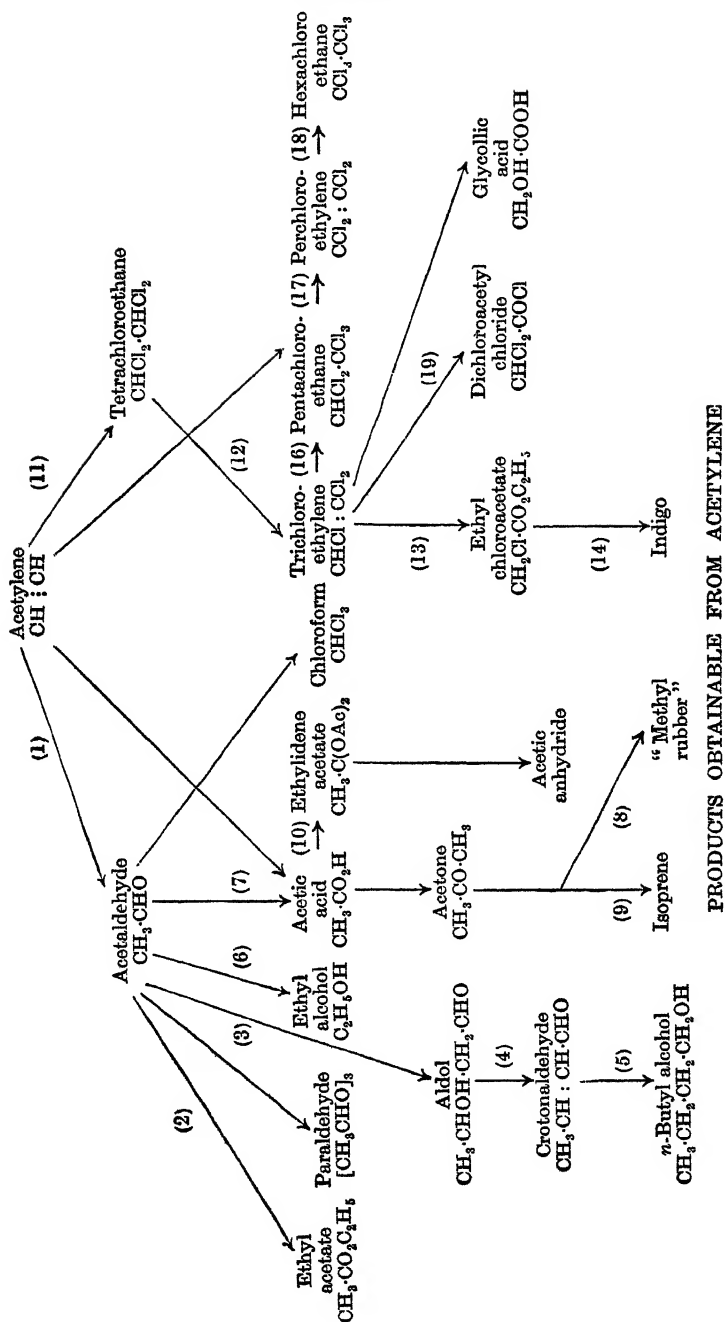 Acetylene
CH ⫶ CH
(1)
(11)
Acetaldehyde
CH₃·CHO
Tetrachloroethane
CHCl₂·CHCl₂
(2)
(3)
(6)
(7)
(12)
Ethyl
acetate
CH₃·CO₂C₂H₅
Paraldehyde
[CH₃CHO]₃
Ethyl
alcohol
C₂H₅OH
Acetic
acid
CH₃·CO₂H
(10)
→
Ethylidene
acetate
CH₃·C(OAc)₂
Chloroform
CHCl₃
Trichloro-
ethylene
CHCl : CCl₂
(16)
→
Pentachloro-
ethane
CHCl₂·CCl₃
(17)
→
Perchloro-
ethylene
CCl₂ : CCl₂
(18)
→
Hexachloro
ethane
CCl₃·CCl₃
Aldol
CH₃·CHOH·CH₂·CHO
(4)
Crotonaldehyde
CH₃·CH : CH·CHO
(5)
n-Butyl alcohol
CH₃·CH₂·CH₂·CH₂OH
Acetone
CH₃·CO·CH₃
(9)
(8)
Isoprene
“ Methyl
rubber ”
Acetic
anhydride
(13)
(19)
Ethyl
chloroacetate
CH₂Cl·CO₂C₂H₅
(14)
Indigo
Dichloroacetyl
chloride
CHCl₂·COCl
Glycollic
acid
CH₂OH·COOH
PRODUCTS OBTAINABLE FROM ACETYLENE